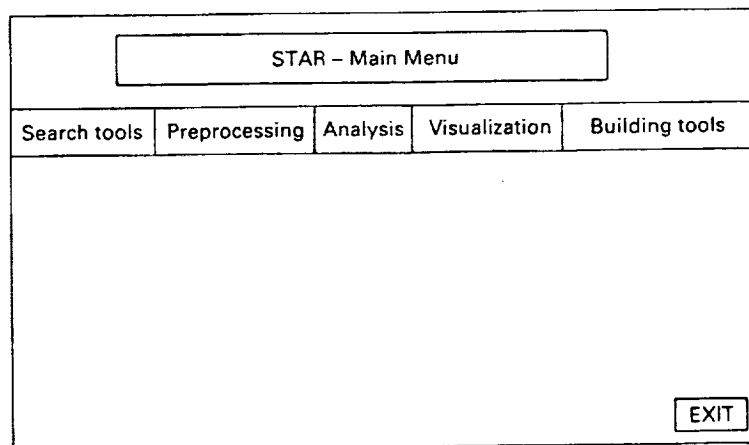 STAR – Main Menu
Search tools Preprocessing Analysis Visualization Building tools
EXIT